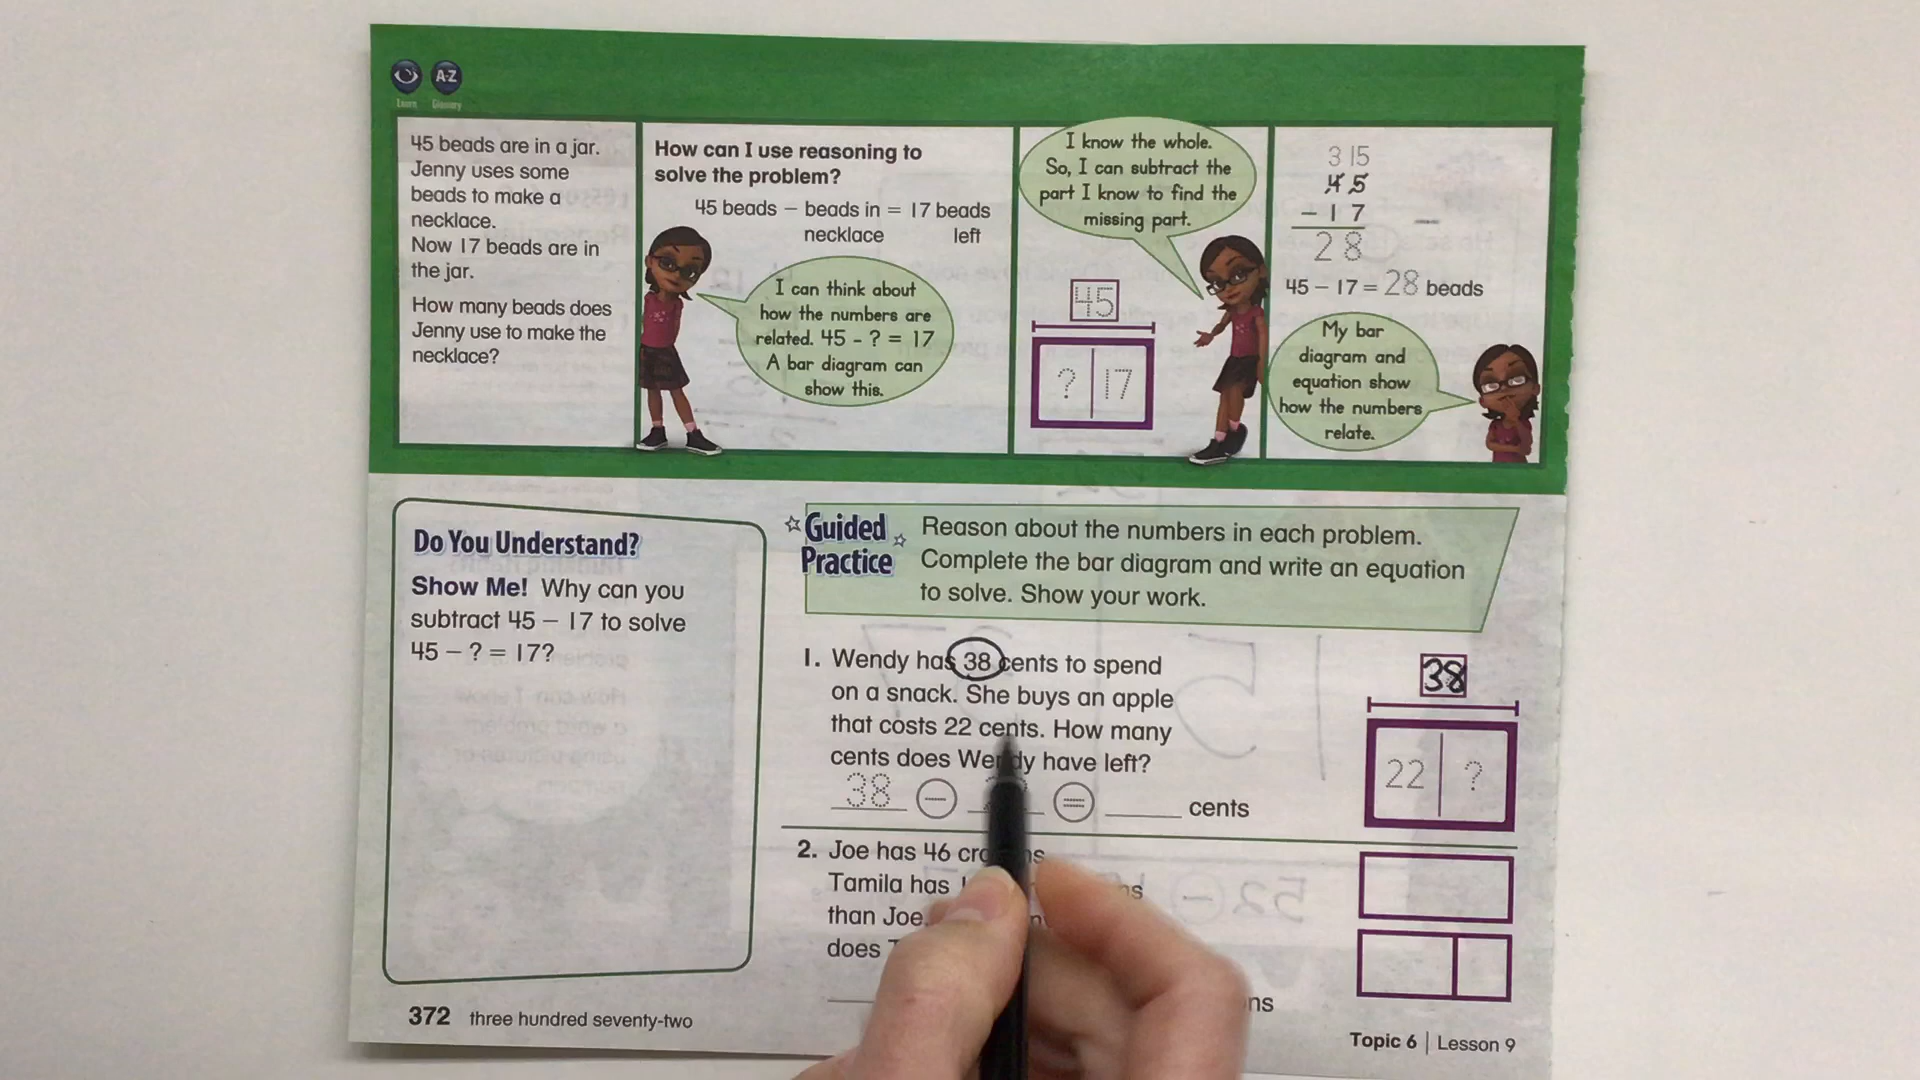 A-Z
Learn Glossary
45 beads are in a jar.
Jenny uses some
beads to make a
necklace.
Now 17 beads are in
the jar.
How many beads does
Jenny use to make the
necklace?
How can I use reasoning to
solve the problem?
45 beads – beads in = 17 beads
necklace left
I can think about
how the numbers are
related. 45 - ? = 17
A bar diagram can
show this.
I know the whole.
So, I can subtract the
part I know to find the
missing part.
45
? 17
3 15
45
– 17
28
45 – 17 = 28 beads
My bar
diagram and
equation show
how the numbers
relate.
Do You Understand?
Show Me! Why can you
subtract 45 – 17 to solve
45 – ? = 17?
Guided
Practice
Reason about the numbers in each problem.
Complete the bar diagram and write an equation
to solve. Show your work.
1. Wendy has 38 cents to spend
on a snack. She buys an apple
that costs 22 cents. How many
cents does Wendy have left?
38 – = cents
38
22 ?
2. Joe has 46
Tamila has
than Joe.
does
372 three hundred seventy-two
Topic 6 | Lesson 9